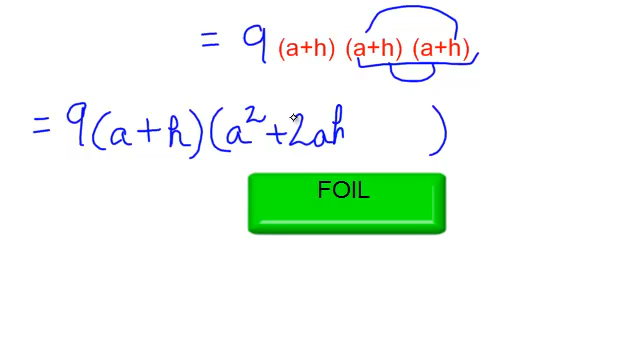 = 9 (a+h) (a+h) (a+h)
= 9(a+h)(a²+2ah )
FOIL